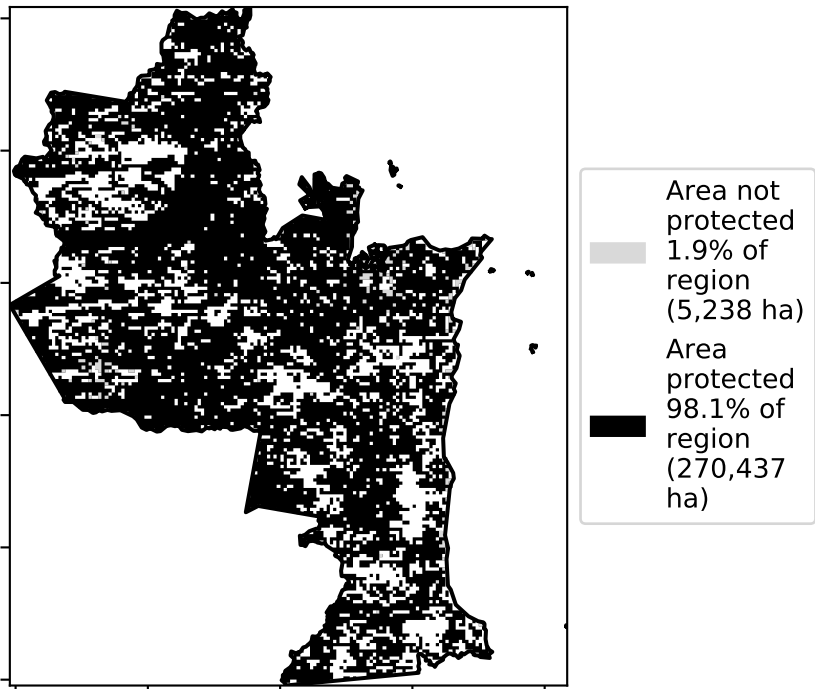 Area not
protected
1.9% of
region
(5,238 ha)
Area
protected
98.1% of
region
(270,437
ha)